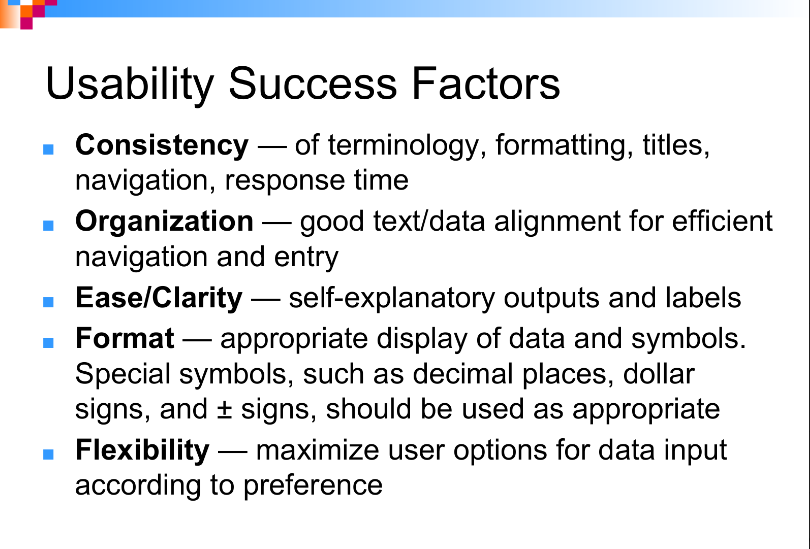 Usability Success Factors
Consistency — of terminology, formatting, titles,
navigation, response time
Organization — good text/data alignment for efficient
navigation and entry
Ease/Clarity — self-explanatory outputs and labels
Format — appropriate display of data and symbols.
Special symbols, such as decimal places, dollar
signs, and ± signs, should be used as appropriate
Flexibility — maximize user options for data input
according to preference